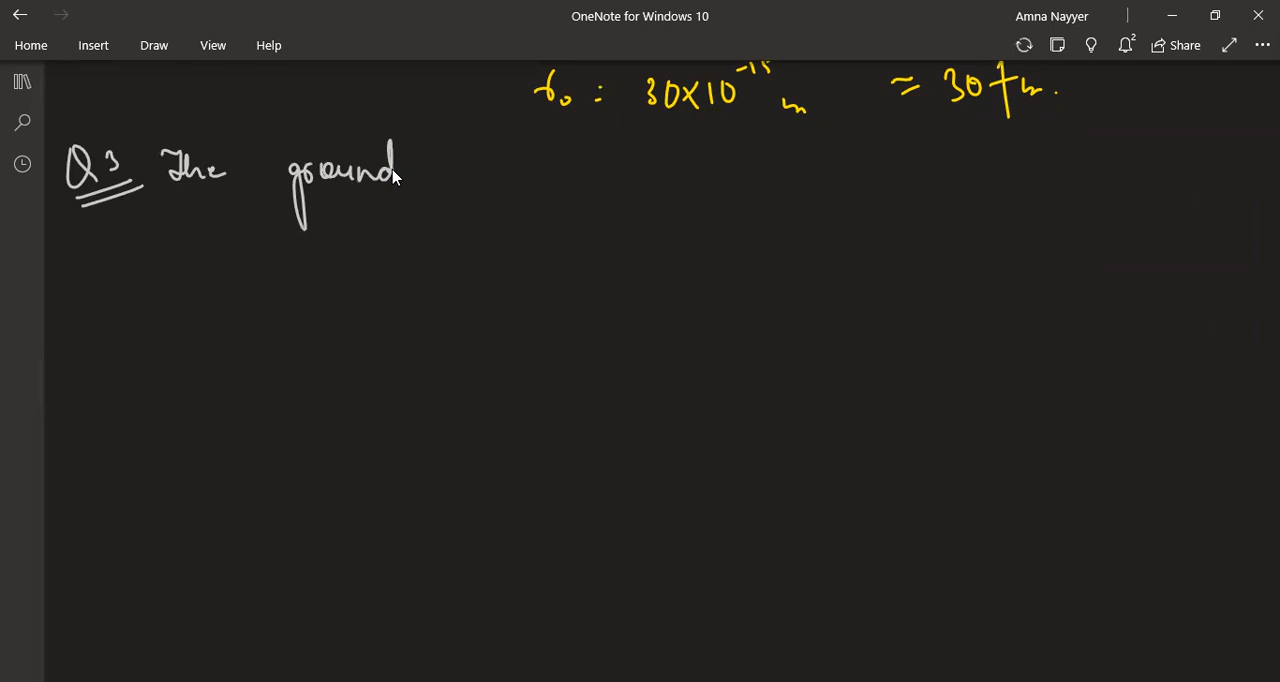 OneNote for Windows 10
Amna Nayyer
Home Insert Draw View Help
2 Share
r₀ : 30×10⁻¹⁵ m ≈ 30 fm.
Q3 The ground